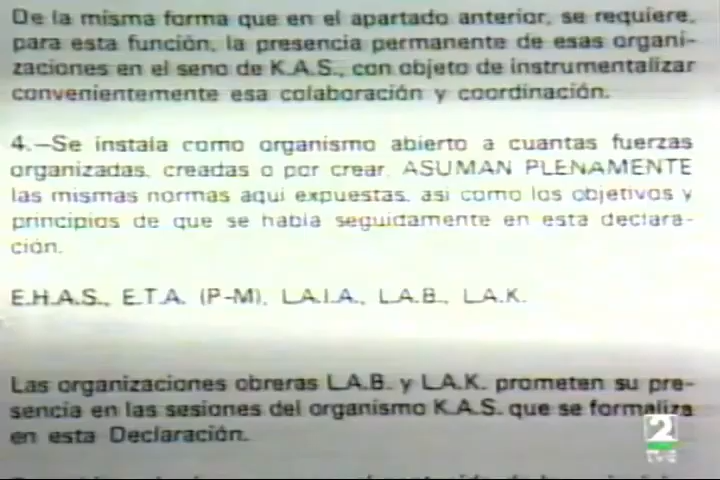 De la misma forma que en el apartado anterior, se requiere,
para esta función, la presencia permanente de esas organi-
zaciones en el seno de K.A.S., con objeto de instrumentalizar
convenientemente esa colaboración y coordinación.
4.—Se instala como organismo abierto a cuantas fuerzas
organizadas, creadas o por crear, ASUMAN PLENAMENTE
las mismas normas aquí expuestas, así como los objetivos y
principios de que se habla seguidamente en esta declara-
ción.
E.H.A.S., E.T.A. (P-M), L.A.I.A., L.A.B., L.A.K.
Las organizaciones obreras L.A.B. y L.A.K. prometen su pre-
sencia en las sesiones del organismo K.A.S. que se formaliza
en esta Declaración.
2
tve